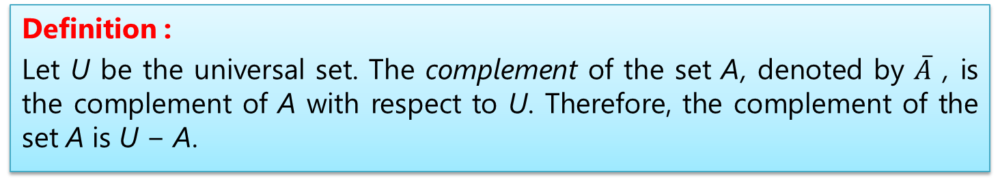 Definition :
Let U be the universal set. The complement of the set A, denoted by Ā , is
the complement of A with respect to U. Therefore, the complement of the
set A is U – A.